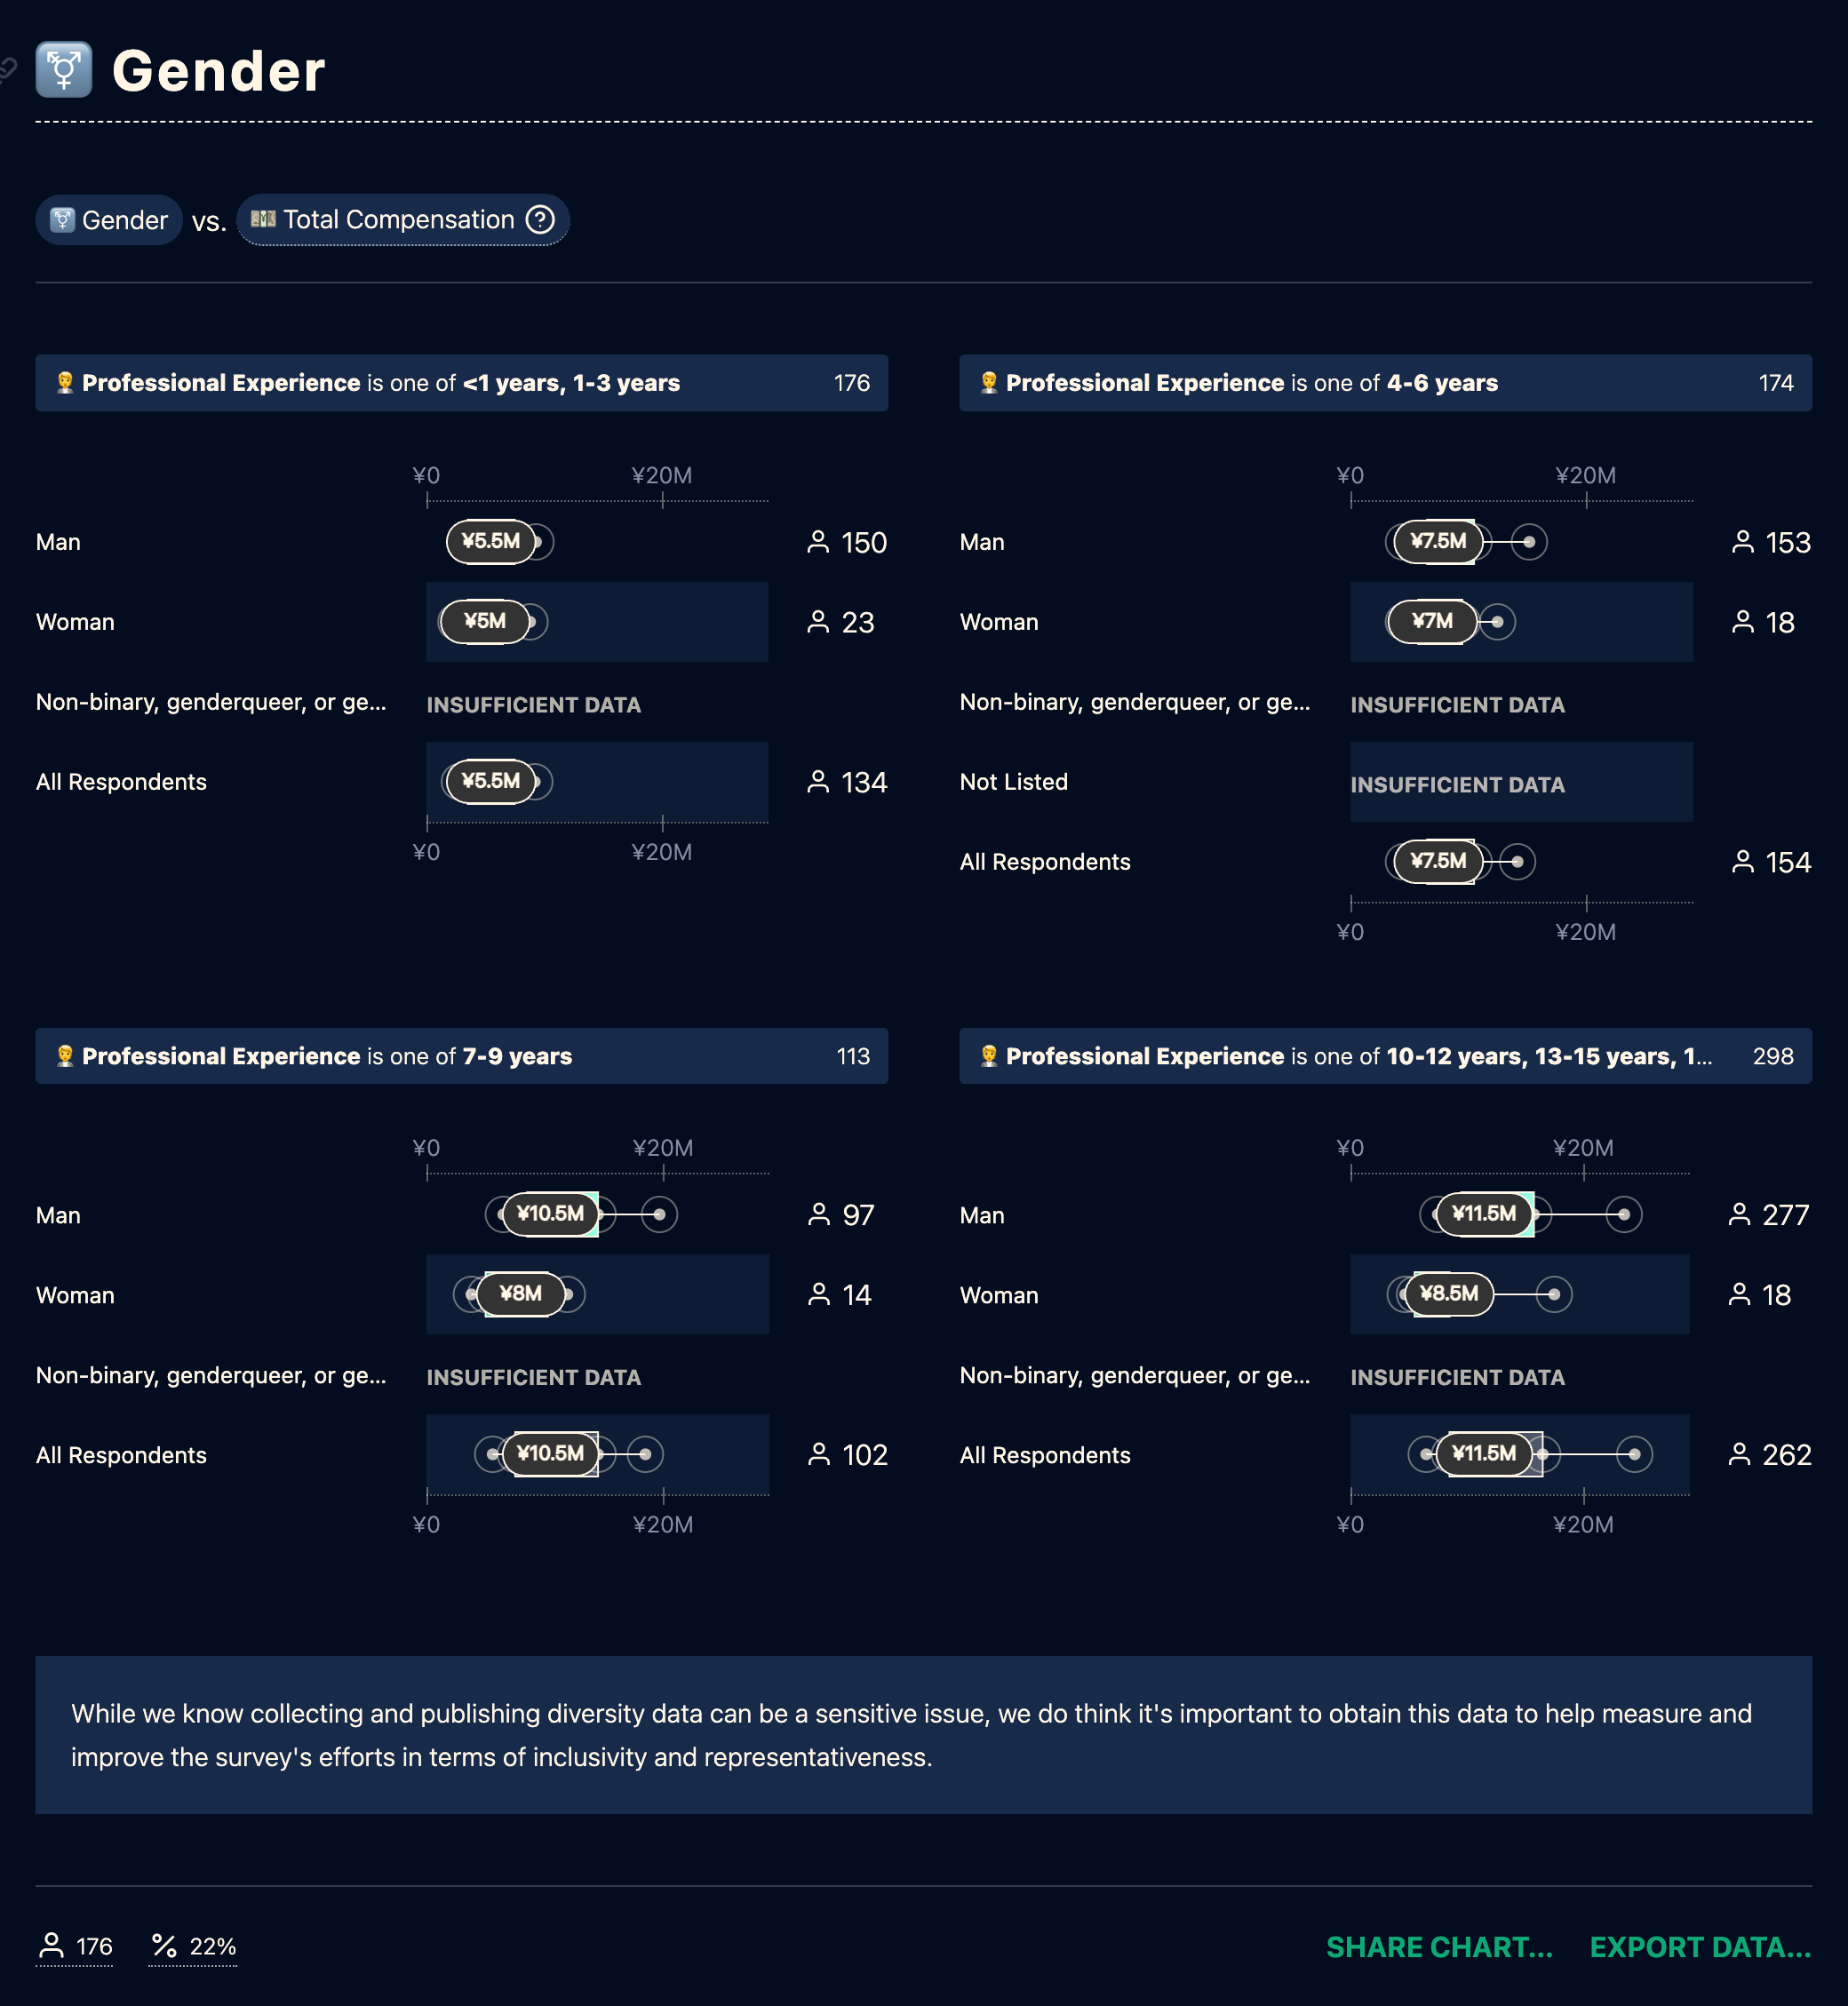 Gender
Gender vs. Total Compensation ?
Professional Experience is one of <1 years, 1-3 years 176
¥0 ¥20M
Man ¥5.5M 150
Woman ¥5M 23
Non-binary, genderqueer, or ge... INSUFFICIENT DATA
All Respondents ¥5.5M 134
¥0 ¥20M
Professional Experience is one of 4-6 years 174
¥0 ¥20M
Man ¥7.5M 153
Woman ¥7M 18
Non-binary, genderqueer, or ge... INSUFFICIENT DATA
Not Listed INSUFFICIENT DATA
All Respondents ¥7.5M 154
¥0 ¥20M
Professional Experience is one of 7-9 years 113
¥0 ¥20M
Man ¥10.5M 97
Woman ¥8M 14
Non-binary, genderqueer, or ge... INSUFFICIENT DATA
All Respondents ¥10.5M 102
¥0 ¥20M
Professional Experience is one of 10-12 years, 13-15 years, 1... 298
¥0 ¥20M
Man ¥11.5M 277
Woman ¥8.5M 18
Non-binary, genderqueer, or ge... INSUFFICIENT DATA
All Respondents ¥11.5M 262
¥0 ¥20M
While we know collecting and publishing diversity data can be a sensitive issue, we do think it's important to obtain this data to help measure and
improve the survey's efforts in terms of inclusivity and representativeness.
176 % 22% SHARE CHART... EXPORT DATA...